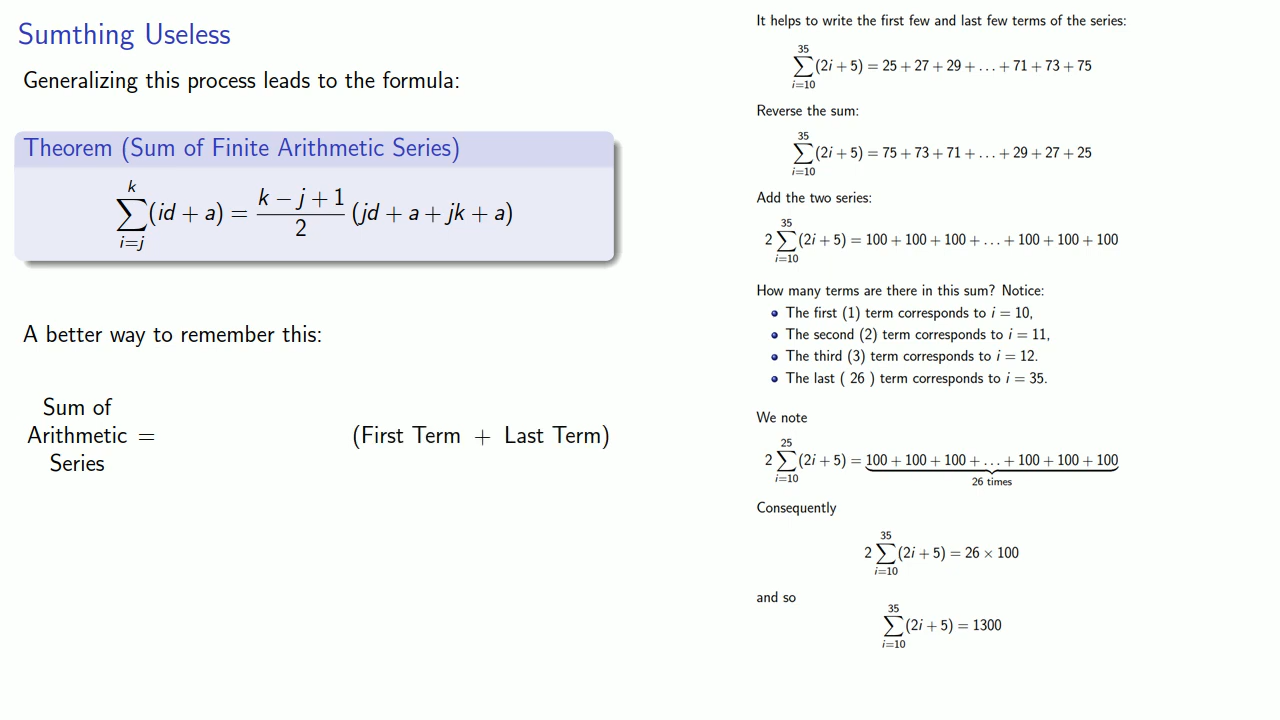 Sumthing Useless
Generalizing this process leads to the formula:
Theorem (Sum of Finite Arithmetic Series)
\sum_{i=j}^{k} (id + a) = \frac{k − j + 1}{2} (jd + a + jk + a)
A better way to remember this:
Sum of
Arithmetic = (First Term + Last Term)
Series
It helps to write the first few and last few terms of the series:
\sum_{i=10}^{35} (2i + 5) = 25 + 27 + 29 + . . . + 71 + 73 + 75
Reverse the sum:
\sum_{i=10}^{35} (2i + 5) = 75 + 73 + 71 + . . . + 29 + 27 + 25
Add the two series:
2 \sum_{i=10}^{35} (2i + 5) = 100 + 100 + 100 + . . . + 100 + 100 + 100
How many terms are there in this sum? Notice:
• The first (1) term corresponds to i = 10,
• The second (2) term corresponds to i = 11,
• The third (3) term corresponds to i = 12.
• The last ( 26 ) term corresponds to i = 35.
We note
2 \sum_{i=10}^{25} (2i + 5) = 100 + 100 + 100 + . . . + 100 + 100 + 100
26 times
Consequently
2 \sum_{i=10}^{35} (2i + 5) = 26 × 100
and so
\sum_{i=10}^{35} (2i + 5) = 1300